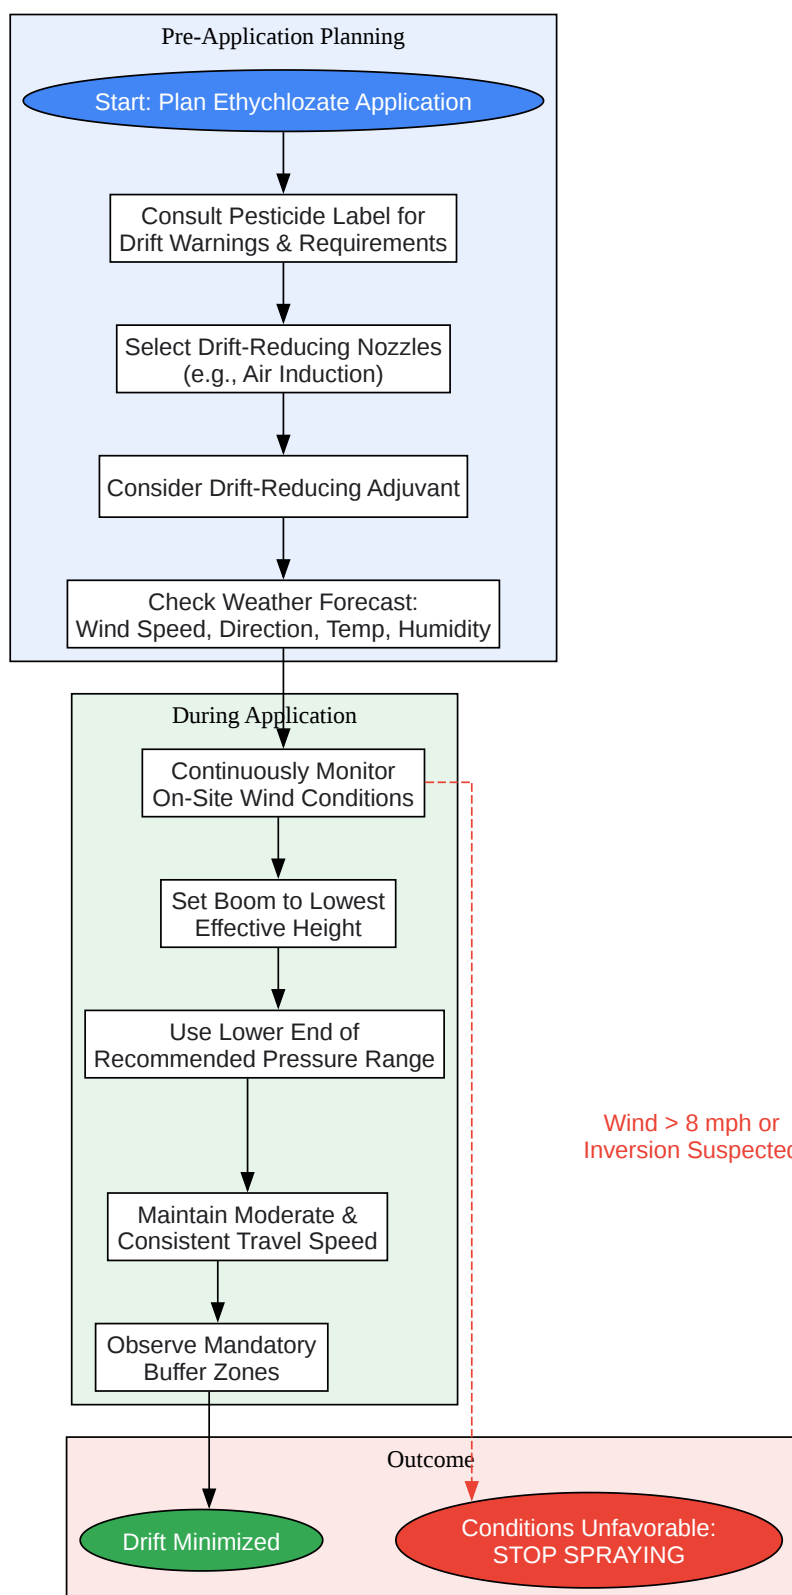 Pre-Application Planning
Start: Plan Ethychlozate Application
Consult Pesticide Label for
Drift Warnings & Requirements
Select Drift-Reducing Nozzles
(e.g., Air Induction)
Consider Drift-Reducing Adjuvant
Check Weather Forecast:
Wind Speed, Direction, Temp, Humidity
During Application
Continuously Monitor
On-Site Wind Conditions
Set Boom to Lowest
Effective Height
Use Lower End of
Recommended Pressure Range
Wind > 8 mph or
Inversion Suspected
Maintain Moderate &
Consistent Travel Speed
Observe Mandatory
Buffer Zones
Outcome
Drift Minimized
Conditions Unfavorable:
STOP SPRAYING